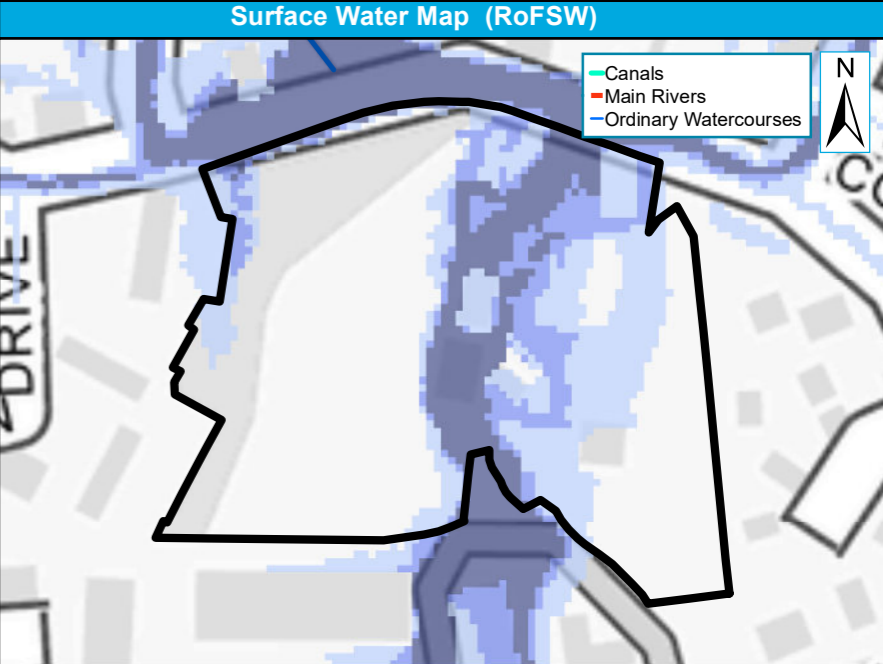 Surface Water Map (RoFSW)
Canals
Main Rivers
Ordinary Watercourses
N
CO
DRIVE